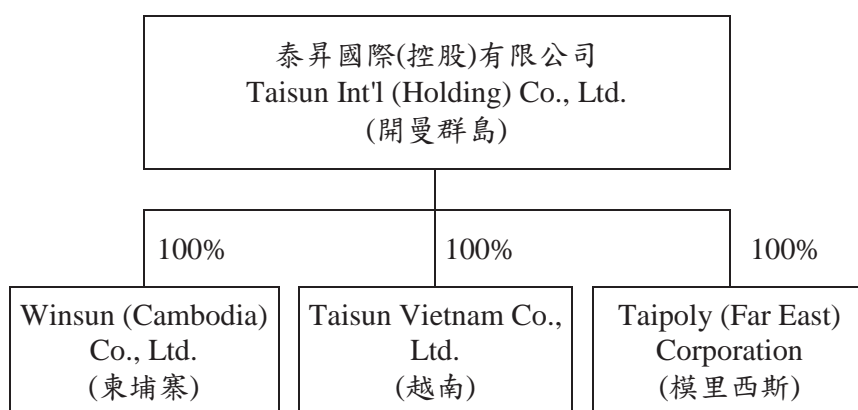 泰昇國際(控股)有限公司
Taisun Int'l (Holding) Co., Ltd.
(開曼群島)
100%
100%
100%
Winsun (Cambodia)
Co., Ltd.
(柬埔寨)
Taisun Vietnam Co.,
Ltd.
(越南)
Taipoly (Far East)
Corporation
(模里西斯)